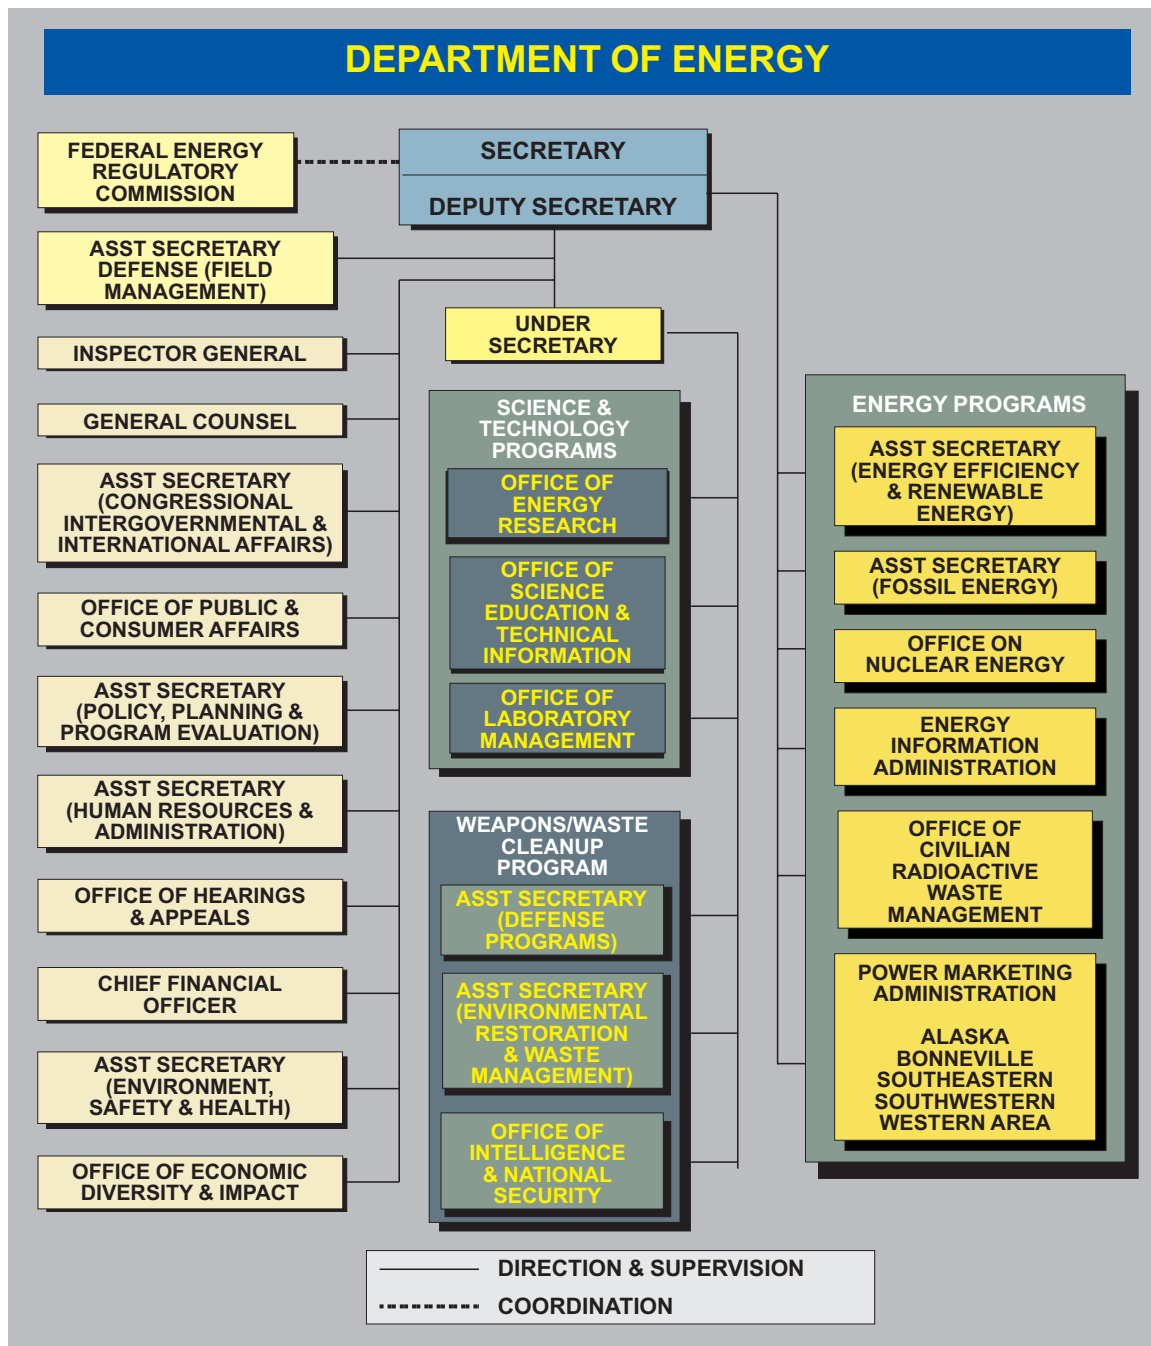 DEPARTMENT OF ENERGY
FEDERAL ENERGY
REGULATORY
COMMISSION
SECRETARY
DEPUTY SECRETARY
ASST SECRETARY
DEFENSE (FIELD
MANAGEMENT)
INSPECTOR GENERAL
GENERAL COUNSEL
ASST SECRETARY
(CONGRESSIONAL
INTERGOVERNMENTAL &
INTERNATIONAL AFFAIRS)
OFFICE OF PUBLIC &
CONSUMER AFFAIRS
ASST SECRETARY
(POLICY, PLANNING &
PROGRAM EVALUATION)
ASST SECRETARY
(HUMAN RESOURCES &
ADMINISTRATION)
OFFICE OF HEARINGS
& APPEALS
CHIEF FINANCIAL
OFFICER
ASST SECRETARY
(ENVIRONMENT,
SAFETY & HEALTH)
OFFICE OF ECONOMIC
DIVERSITY & IMPACT
UNDER
SECRETARY
SCIENCE &
TECHNOLOGY
PROGRAMS
OFFICE OF
ENERGY
RESEARCH
OFFICE OF
SCIENCE
EDUCATION &
TECHNICAL
INFORMATION
OFFICE OF
LABORATORY
MANAGEMENT
WEAPONS/WASTE
CLEANUP
PROGRAM
ASST SECRETARY
(DEFENSE
PROGRAMS)
ASST SECRETARY
(ENVIRONMENTAL
RESTORATION
& WASTE
MANAGEMENT)
OFFICE OF
INTELLIGENCE
& NATIONAL
SECURITY
ENERGY PROGRAMS
ASST SECRETARY
(ENERGY EFFICIENCY
& RENEWABLE
ENERGY)
ASST SECRETARY
(FOSSIL ENERGY)
OFFICE ON
NUCLEAR ENERGY
ENERGY
INFORMATION
ADMINISTRATION
OFFICE OF
CIVILIAN
RADIOACTIVE
WASTE
MANAGEMENT
POWER MARKETING
ADMINISTRATION
ALASKA
BONNEVILLE
SOUTHEASTERN
SOUTHWESTERN
WESTERN AREA
DIRECTION & SUPERVISION
COORDINATION